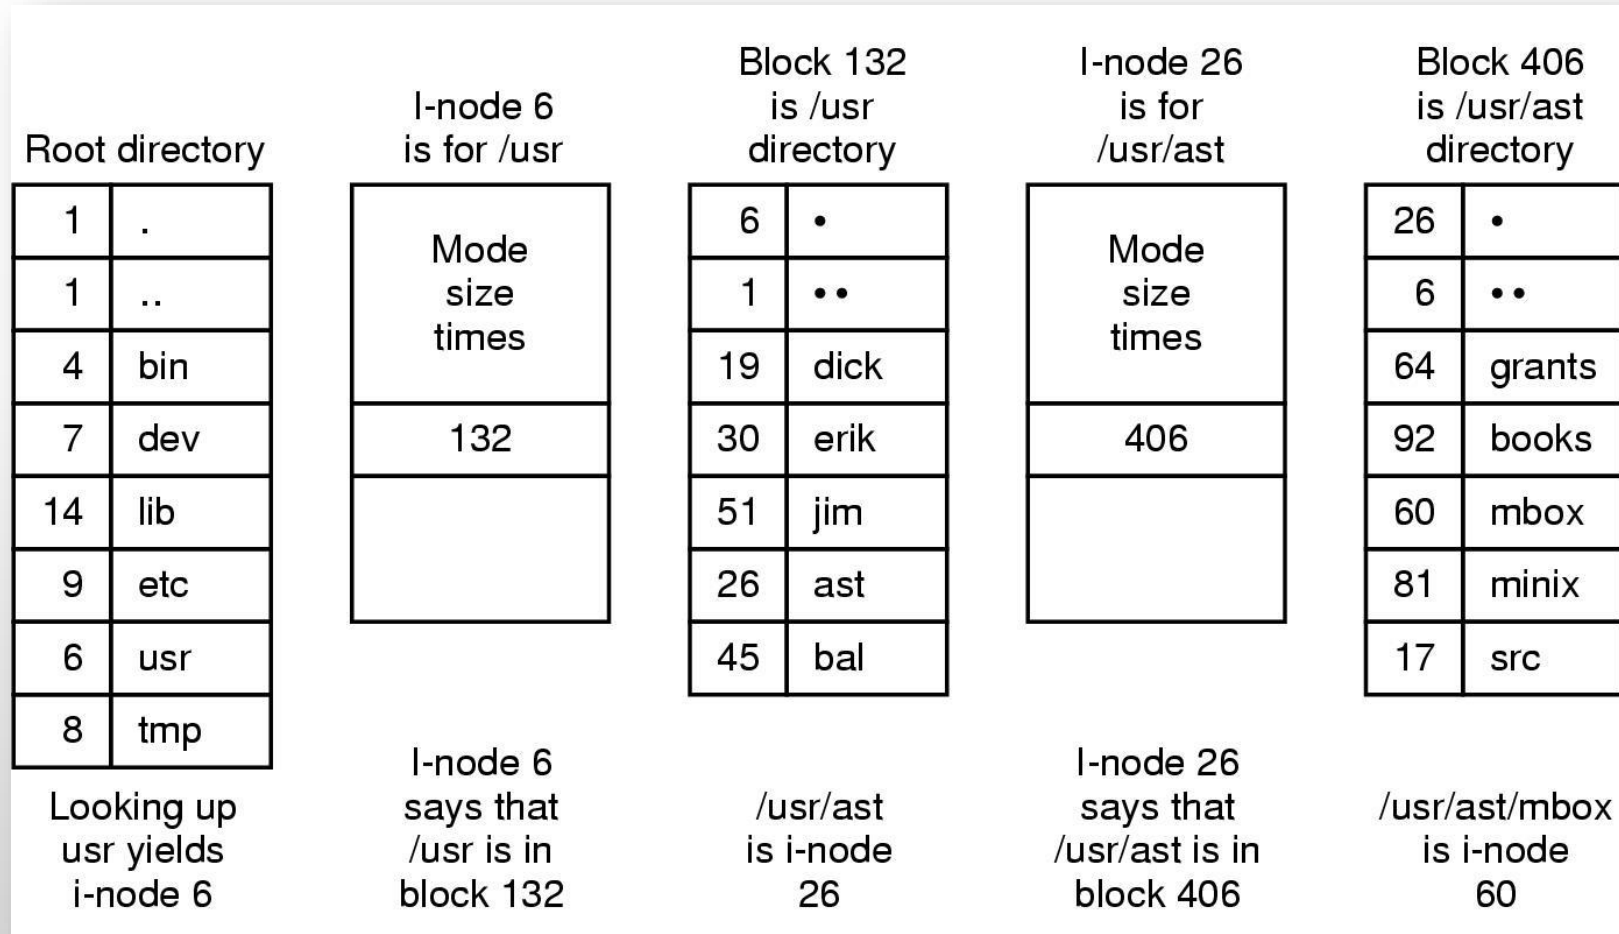 Root directory
1 .
1 ..
4 bin
7 dev
14 lib
9 etc
6 usr
8 tmp
Looking up
usr yields
i-node 6
I-node 6
is for /usr
Mode
size
times
132
I-node 6
says that
/usr is in
block 132
Block 132
is /usr
directory
6 •
1 ••
19 dick
30 erik
51 jim
26 ast
45 bal
/usr/ast
is i-node
26
I-node 26
is for
/usr/ast
Mode
size
times
406
I-node 26
says that
/usr/ast is in
block 406
Block 406
is /usr/ast
directory
26 •
6 ••
64 grants
92 books
60 mbox
81 minix
17 src
/usr/ast/mbox
is i-node
60